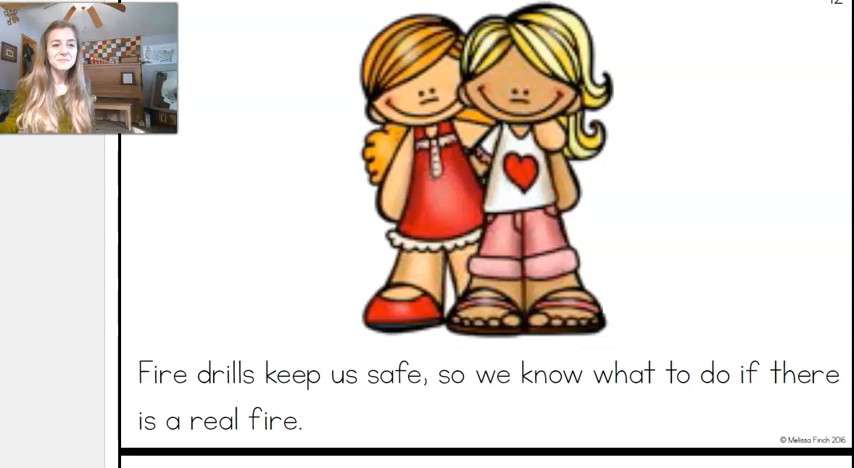 12
Fire drills keep us safe, so we know what to do if there
is a real fire.
© Melissa Finch 2016